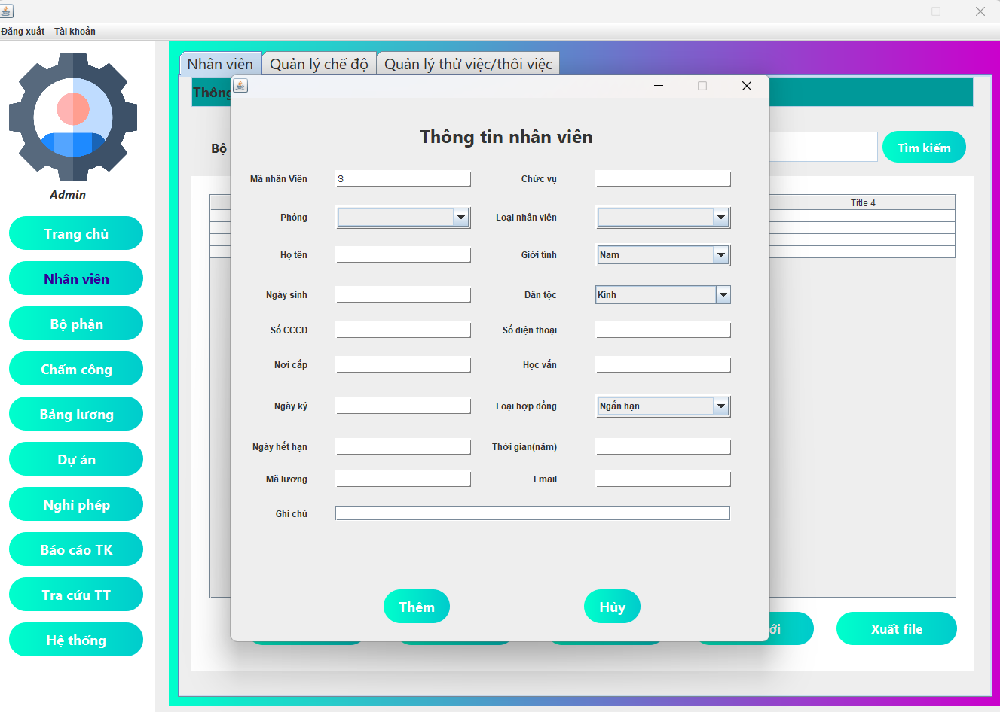 Đăng xuất Tài khoản
Admin
Trang chủ
Nhân viên
Bộ phận
Chấm công
Bảng lương
Dự án
Nghỉ phép
Báo cáo TK
Tra cứu TT
Hệ thống
Nhân viên Quản lý chế độ Quản lý thử việc/thôi việc
Thông
Bộ
Tìm kiếm
Title 4
Thông tin nhân viên
Mã nhân Viên S Chức vụ
Phòng Loại nhân viên
Họ tên Giới tính Nam
Ngày sinh Dân tộc Kinh
Số CCCD Số điện thoại
Nơi cấp Học vấn
Ngày ký Loại hợp đồng Ngắn hạn
Ngày hết hạn Thời gian(năm)
Mã lương Email
Ghi chú
Thêm Hủy
Xuất file